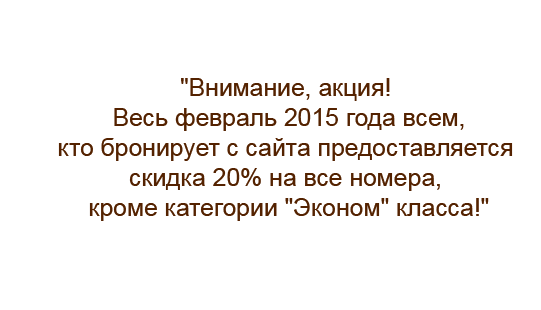 "Внимание, акция!
Весь февраль 2015 года всем,
кто бронирует с сайта предоставляется
скидка 20% на все номера,
кроме категории "Эконом" класса!"